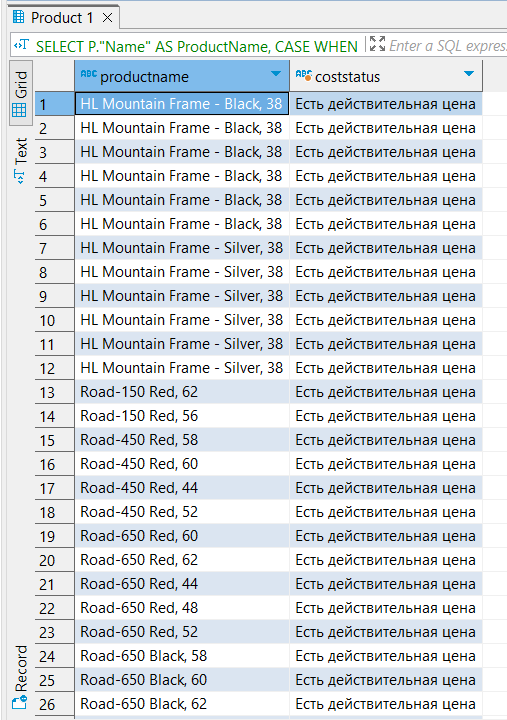 Product 1
SELECT P."Name" AS ProductName, CASE WHEN Enter a SQL expres
Grid
Text
Record
productname coststatus
1 HL Mountain Frame - Black, 38 Есть действительная цена
2 HL Mountain Frame - Black, 38 Есть действительная цена
3 HL Mountain Frame - Black, 38 Есть действительная цена
4 HL Mountain Frame - Black, 38 Есть действительная цена
5 HL Mountain Frame - Black, 38 Есть действительная цена
6 HL Mountain Frame - Black, 38 Есть действительная цена
7 HL Mountain Frame - Silver, 38 Есть действительная цена
8 HL Mountain Frame - Silver, 38 Есть действительная цена
9 HL Mountain Frame - Silver, 38 Есть действительная цена
10 HL Mountain Frame - Silver, 38 Есть действительная цена
11 HL Mountain Frame - Silver, 38 Есть действительная цена
12 HL Mountain Frame - Silver, 38 Есть действительная цена
13 Road-150 Red, 62 Есть действительная цена
14 Road-150 Red, 56 Есть действительная цена
15 Road-450 Red, 58 Есть действительная цена
16 Road-450 Red, 60 Есть действительная цена
17 Road-450 Red, 44 Есть действительная цена
18 Road-450 Red, 52 Есть действительная цена
19 Road-650 Red, 60 Есть действительная цена
20 Road-650 Red, 62 Есть действительная цена
21 Road-650 Red, 44 Есть действительная цена
22 Road-650 Red, 48 Есть действительная цена
23 Road-650 Red, 52 Есть действительная цена
24 Road-650 Black, 58 Есть действительная цена
25 Road-650 Black, 60 Есть действительная цена
26 Road-650 Black, 62 Есть действительная цена